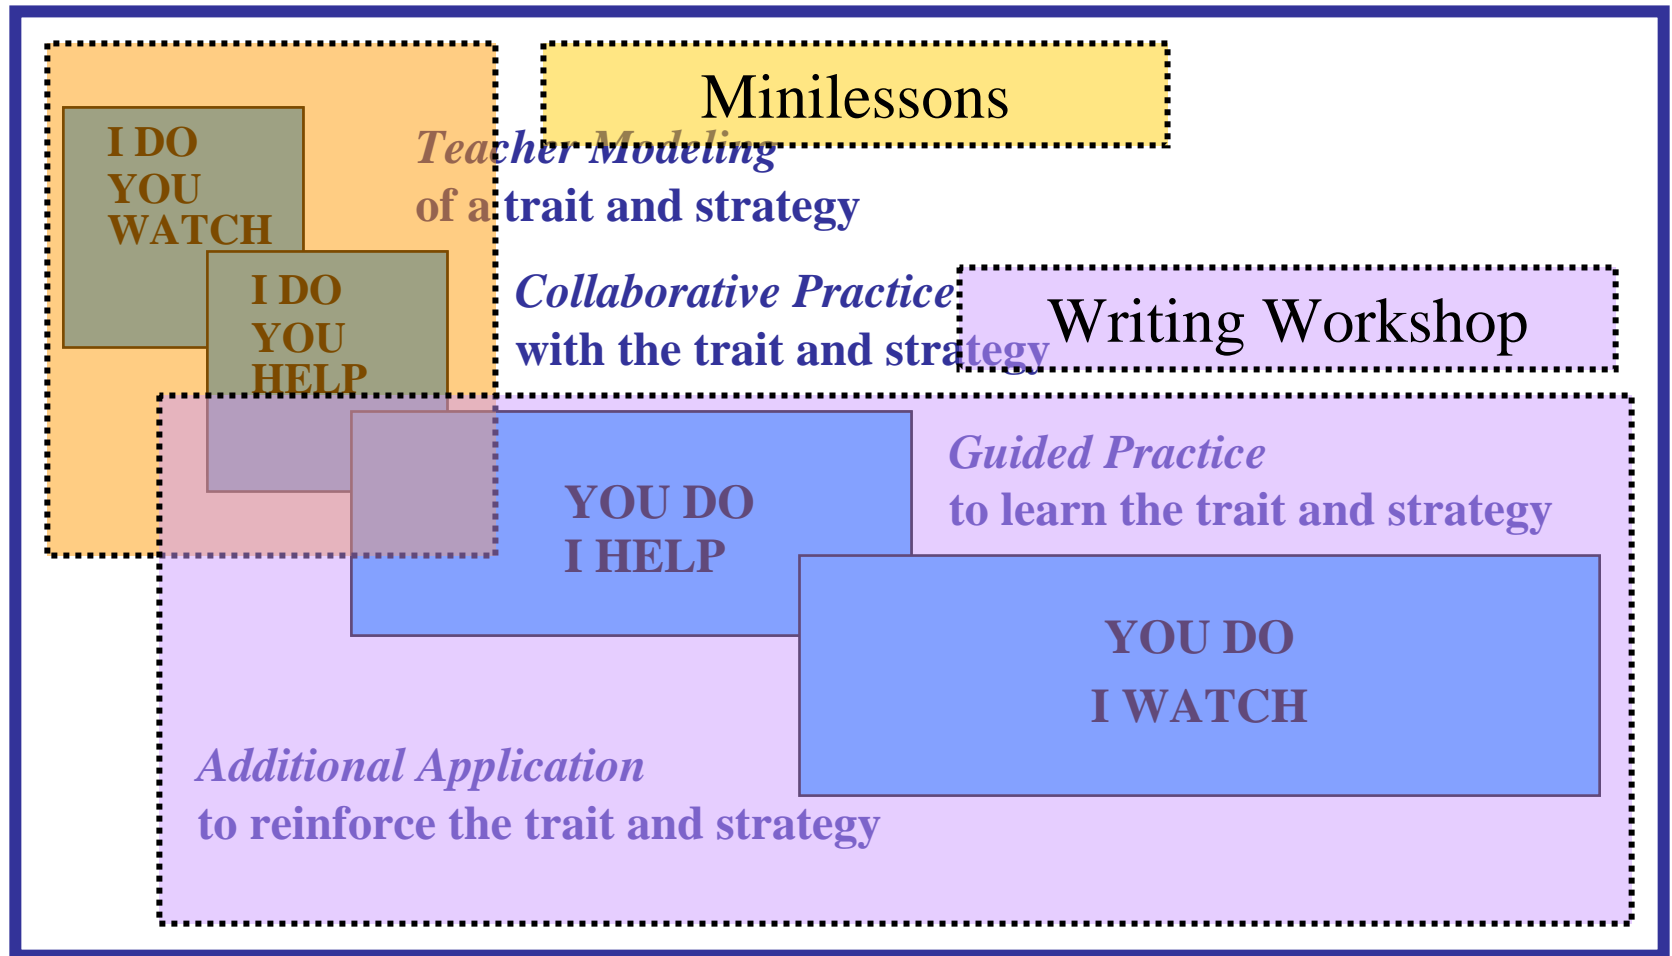 Minilessons
I DO
YOU
WATCH
Teacher Modeling
of a trait and strategy
I DO
YOU
HELP
Collaborative Practice
with the trait and strategy
Writing Workshop
YOU DO
I HELP
Guided Practice
to learn the trait and strategy
YOU DO
I WATCH
Additional Application
to reinforce the trait and strategy